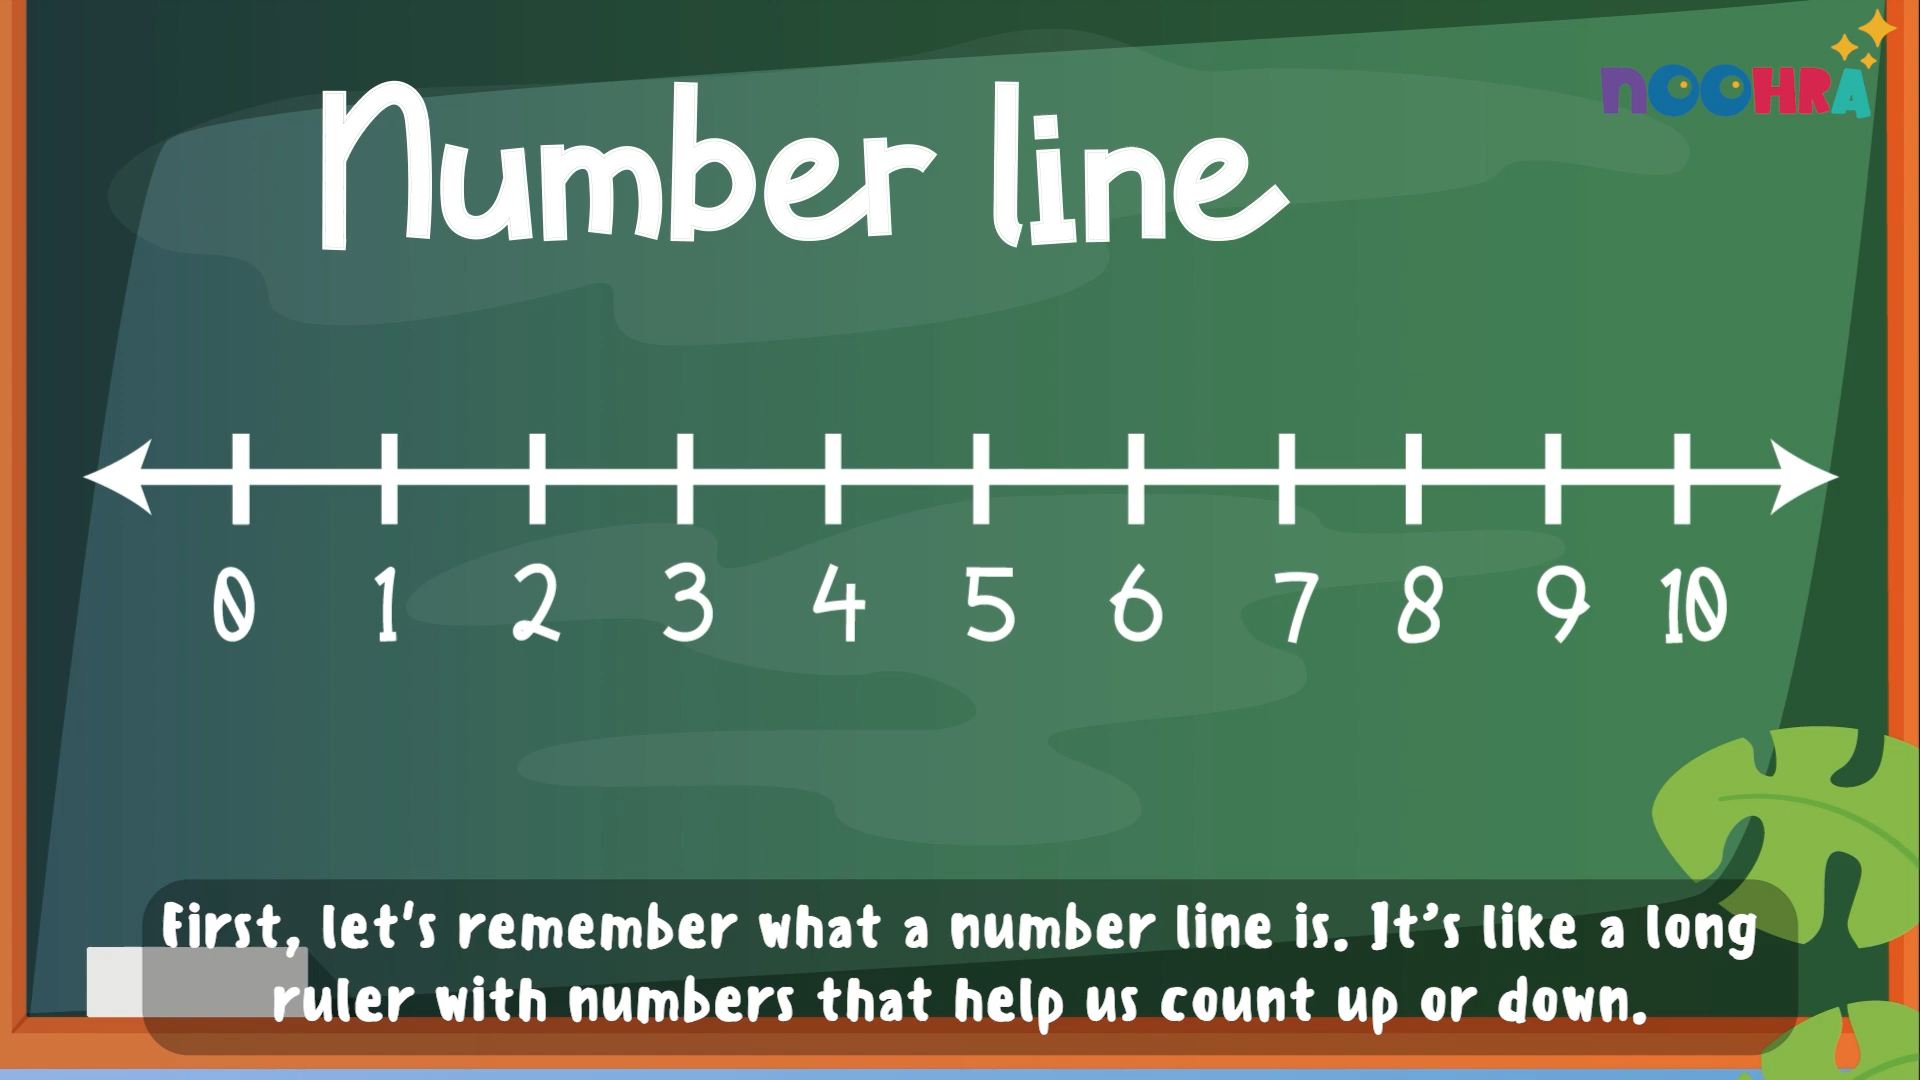 NOOHRA
Number line
0 1 2 3 4 5 6 7 8 9 10
First, let's remember what a number line is. It's like a long
ruler with numbers that help us count up or down.